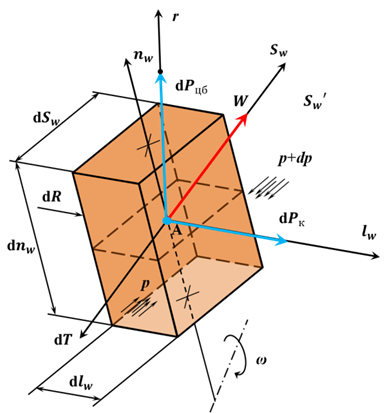 r
n_w
S_w
dP_цб
dS_w
W
S_w′
p+dp
dR
dP_к
A
l_w
dn_w
p
dT
ω
dl_w